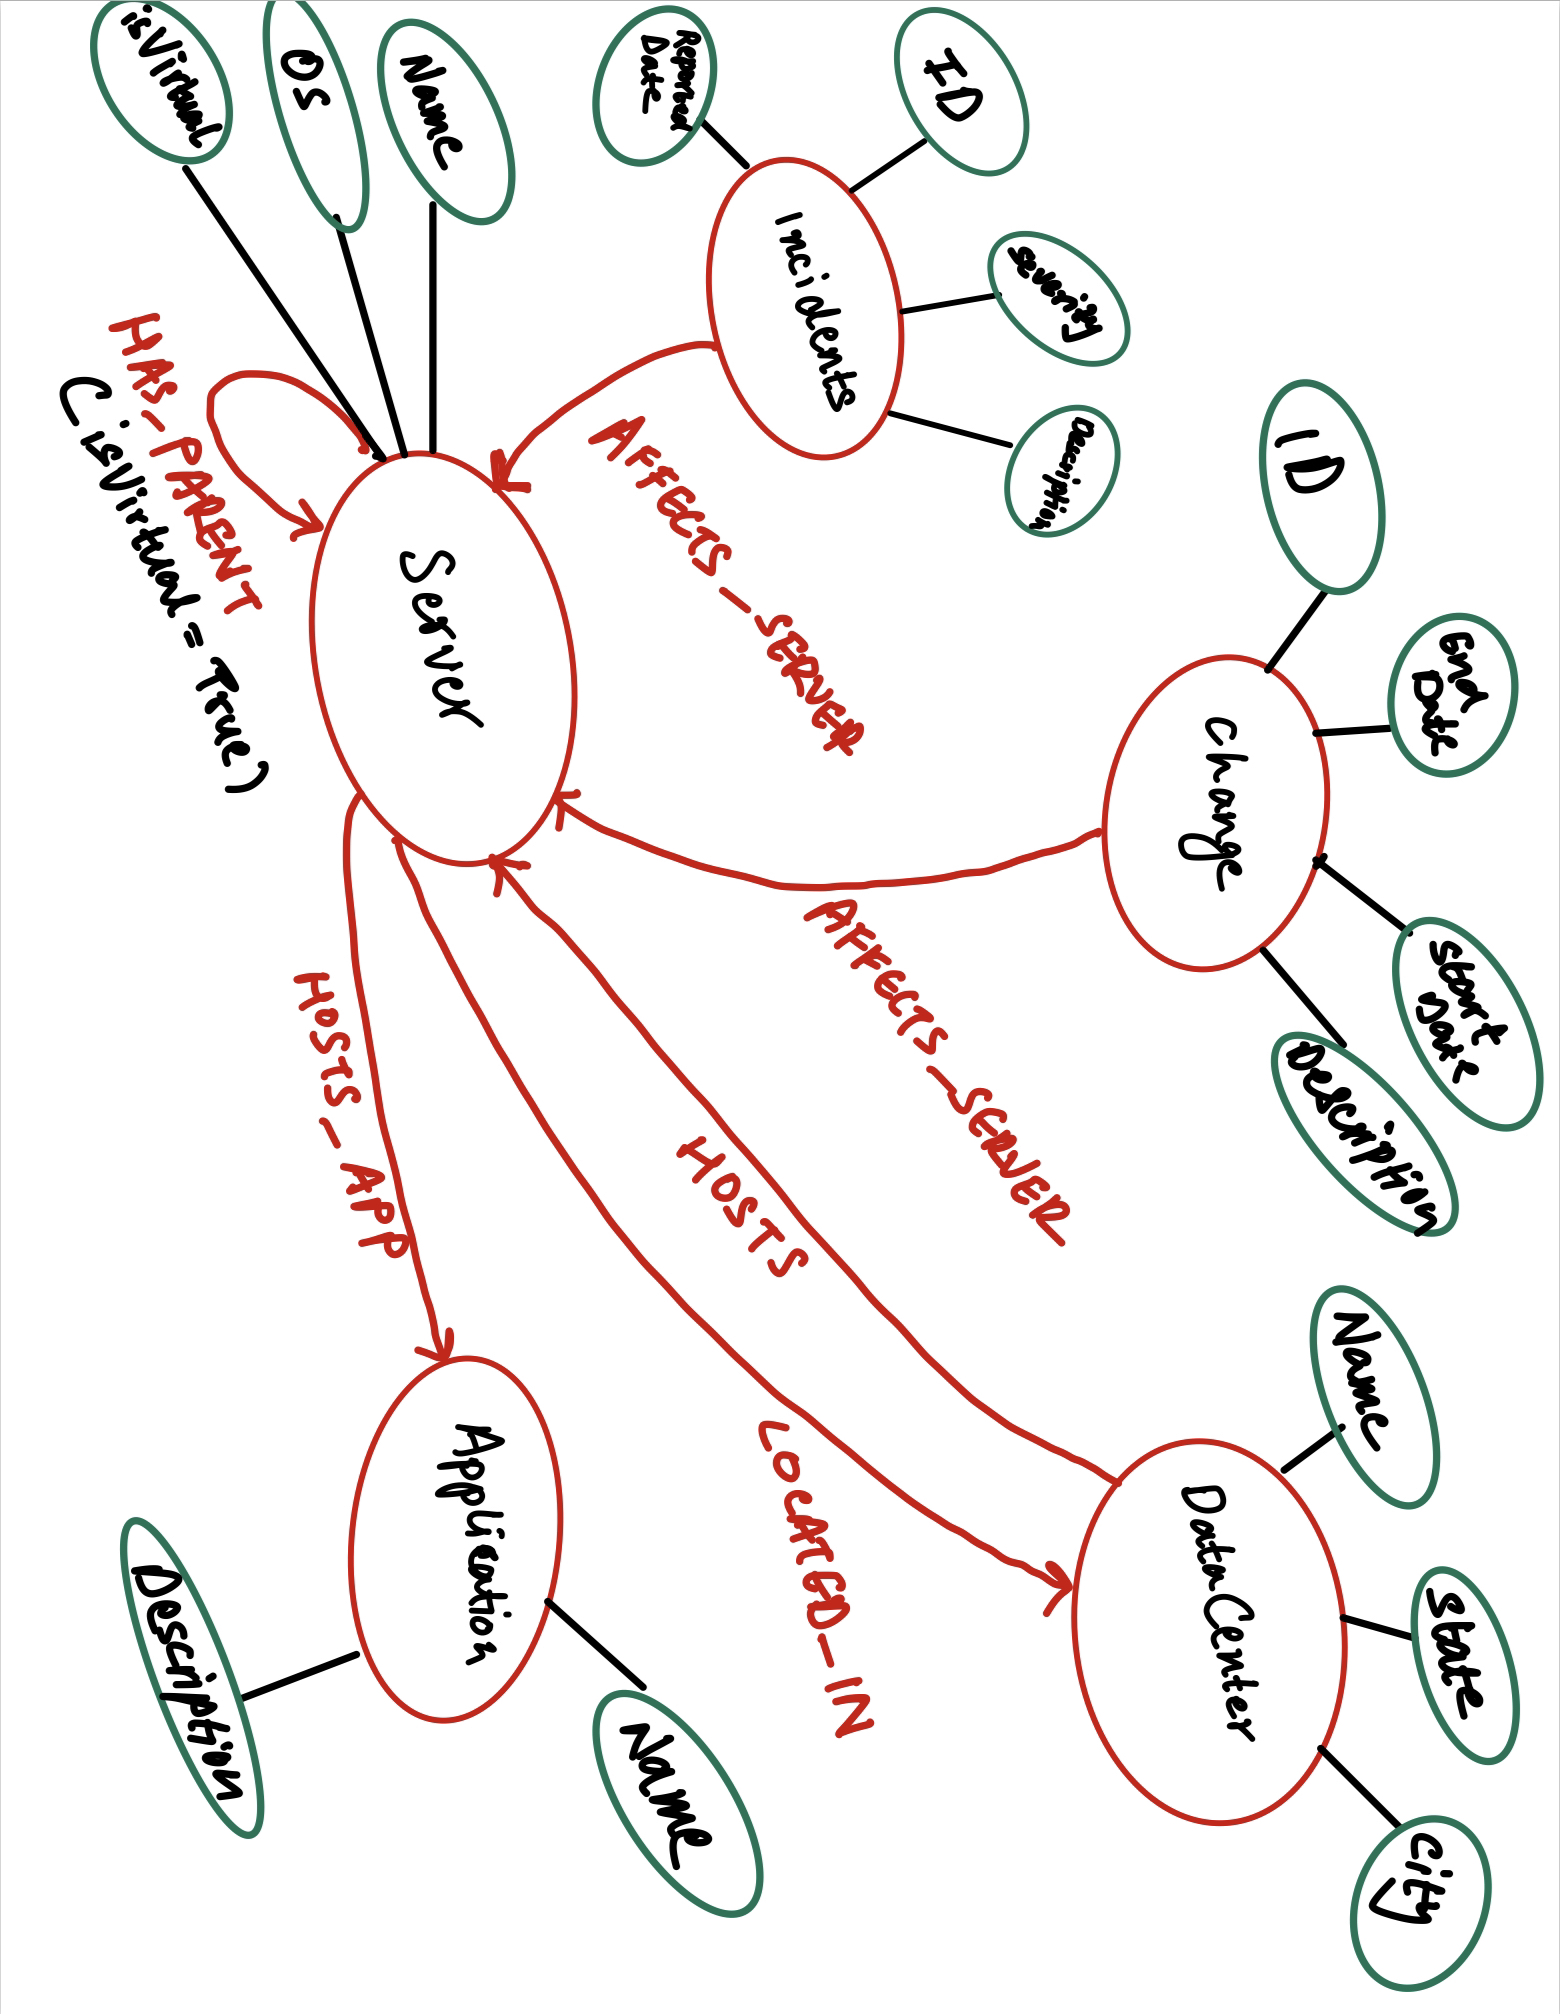 ID
End
Date
Start
Date
Description
Name
State
City
Change
Data Center
ID
Severity
Description
Reported
Date
Incidents
AFFECTS_SERVER
AFFECTS_SERVER
HOSTS
LOCATED_IN
Name
OS
isVirtual
Server
HAS_PARENT
(isVirtual = True)
HOSTS_APP
Application
Name
Description